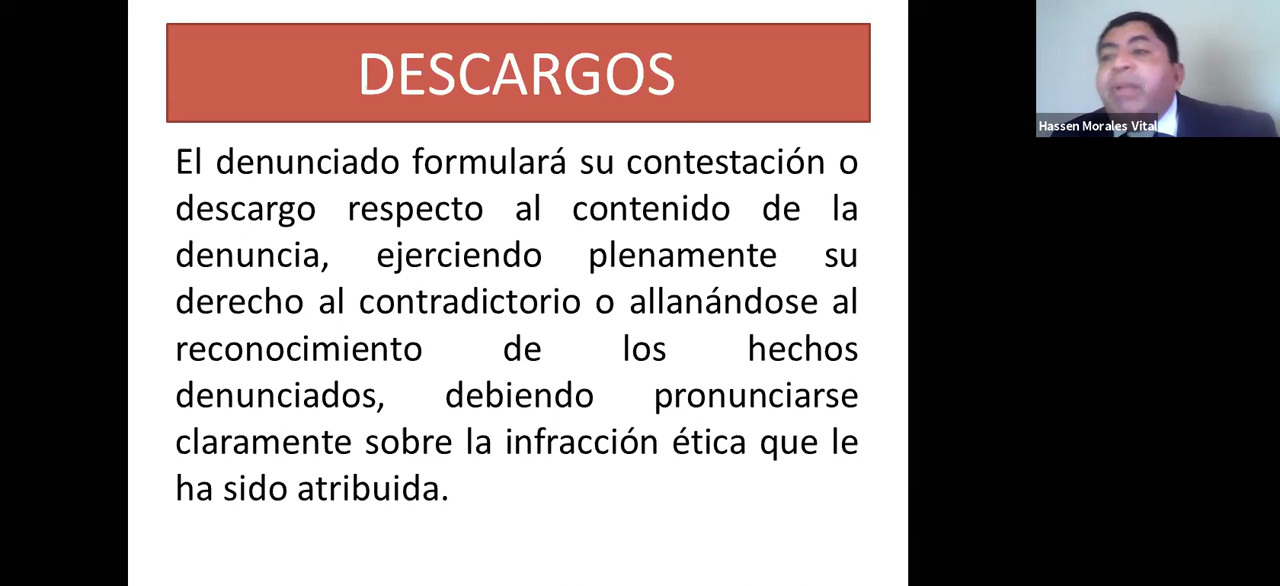 DESCARGOS
El denunciado formulará su contestación o
descargo respecto al contenido de la
denuncia, ejerciendo plenamente su
derecho al contradictorio o allanándose al
reconocimiento de los hechos
denunciados, debiendo pronunciarse
claramente sobre la infracción ética que le
ha sido atribuida.
Hassen Morales Vital